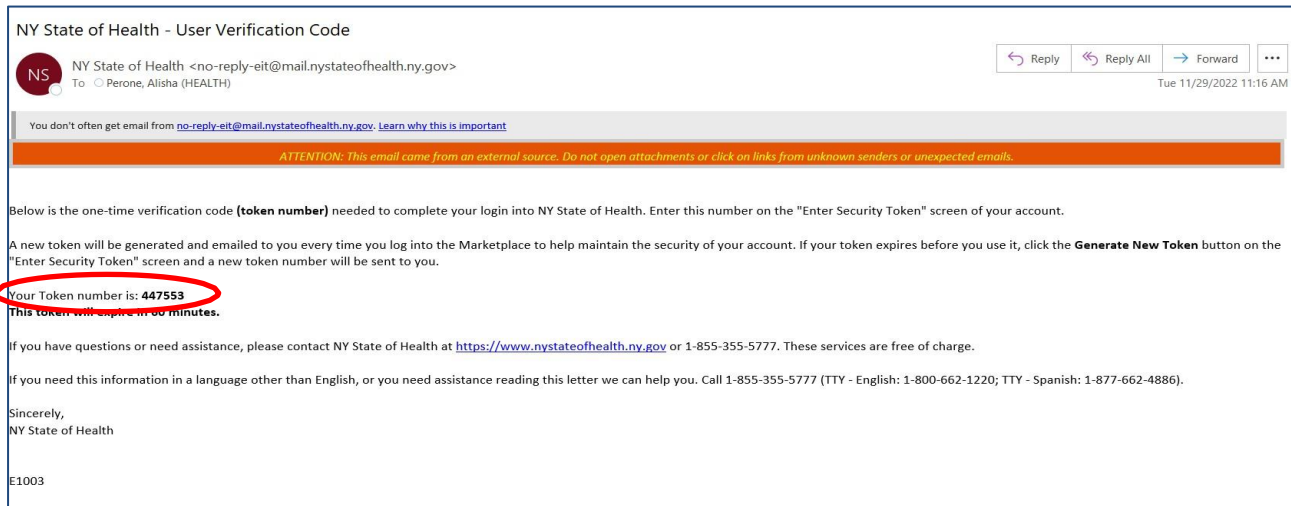 NY State of Health - User Verification Code
NS
NY State of Health <no-reply-eit@mail.nystateofhealth.ny.gov>
To Perone, Alisha (HEALTH)
Reply
Reply All
Forward
...
Tue 11/29/2022 11:16 AM
You don't often get email from no-reply-eit@mail.nystateofhealth.ny.gov. Learn why this is important
ATTENTION: This email came from an external source. Do not open attachments or click on links from unknown senders or unexpected emails.
Below is the one-time verification code (token number) needed to complete your login into NY State of Health. Enter this number on the "Enter Security Token" screen of your account.
A new token will be generated and emailed to you every time you log into the Marketplace to help maintain the security of your account. If your token expires before you use it, click the Generate New Token button on the
"Enter Security Token" screen and a new token number will be sent to you.
Your Token number is: 447553
This token will expire in 60 minutes.
If you have questions or need assistance, please contact NY State of Health at https://www.nystateofhealth.ny.gov or 1-855-355-5777. These services are free of charge.
If you need this information in a language other than English, or you need assistance reading this letter we can help you. Call 1-855-355-5777 (TTY - English: 1-800-662-1220; TTY - Spanish: 1-877-662-4886).
Sincerely,
NY State of Health
E1003